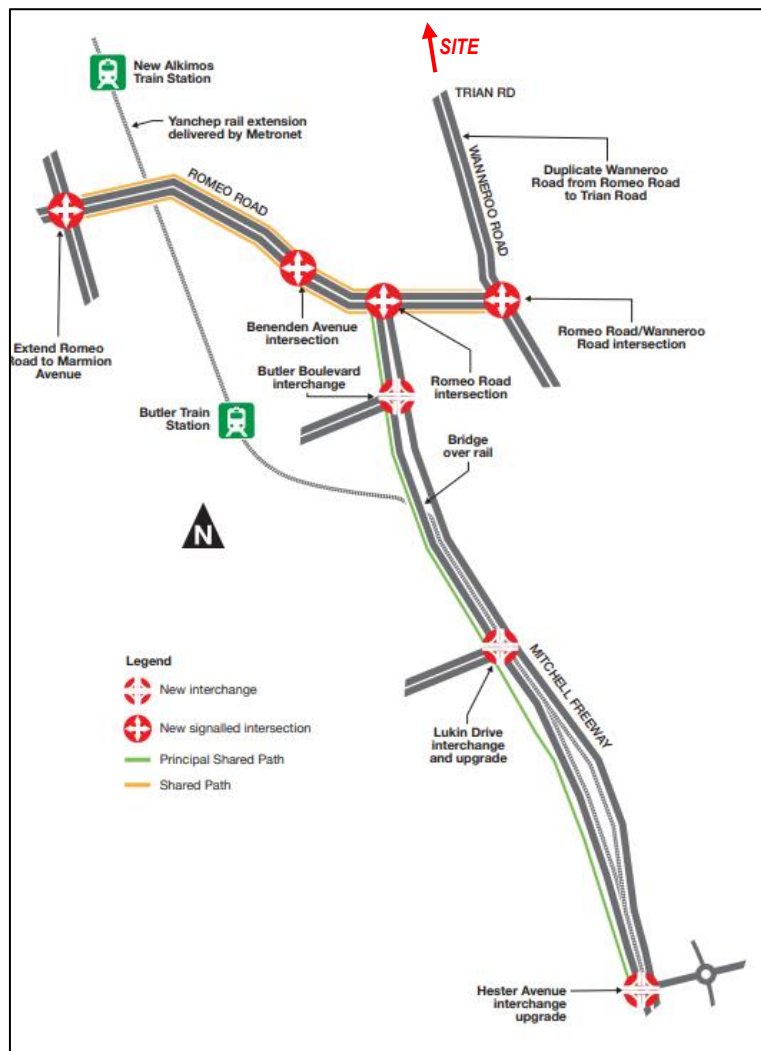 SITE
New Alkimos
Train Station
TRIAN RD
Yanchep rail extension
delivered by Metronet
WANNEROO ROAD
Duplicate Wanneroo
Road from Romeo Road
to Trian Road
ROMEO ROAD
Benenden Avenue
intersection
Romeo Road/Wanneroo
Road intersection
Extend Romeo
Road to Marmion
Avenue
Butler Boulevard
interchange
Romeo Road
intersection
Butler Train
Station
Bridge
over rail
N
MITCHELL FREEWAY
Legend
New interchange
New signalled intersection
Principal Shared Path
Shared Path
Lukin Drive
interchange
and upgrade
Hester Avenue
interchange
upgrade